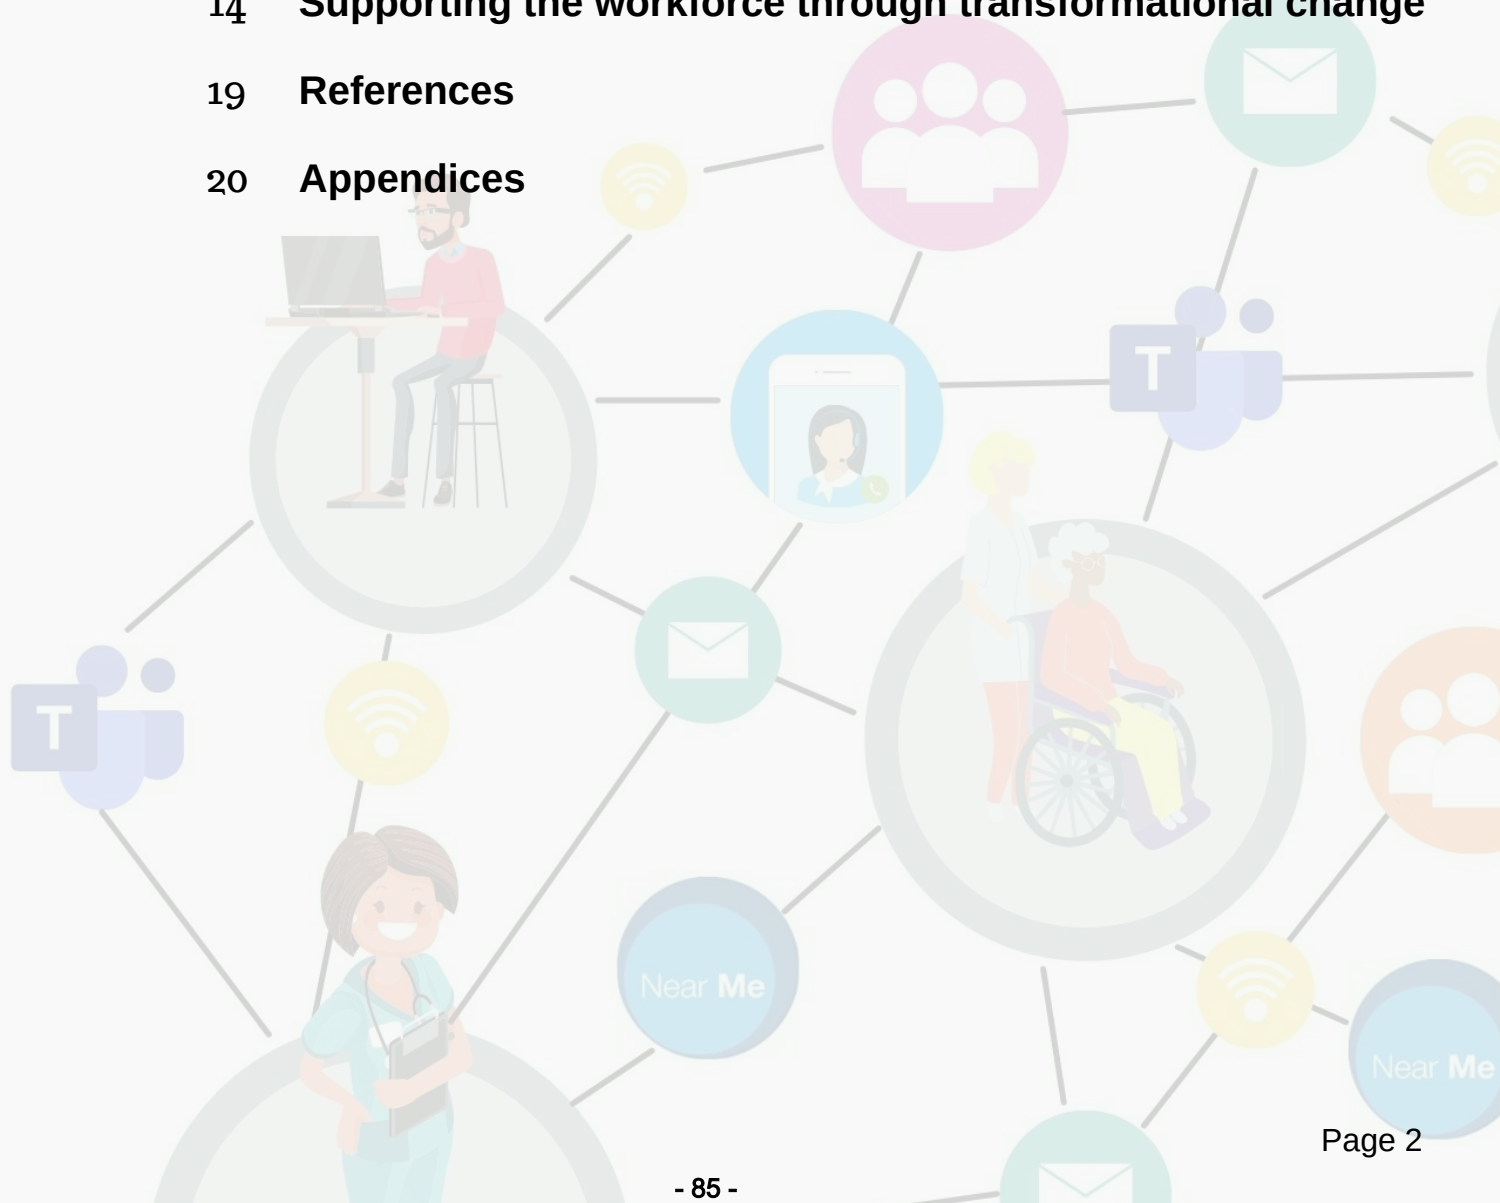 14 Supporting the workforce through transformational change
19 References
20 Appendices
T
T
Near Me
Near Me
Page 2
- 85 -